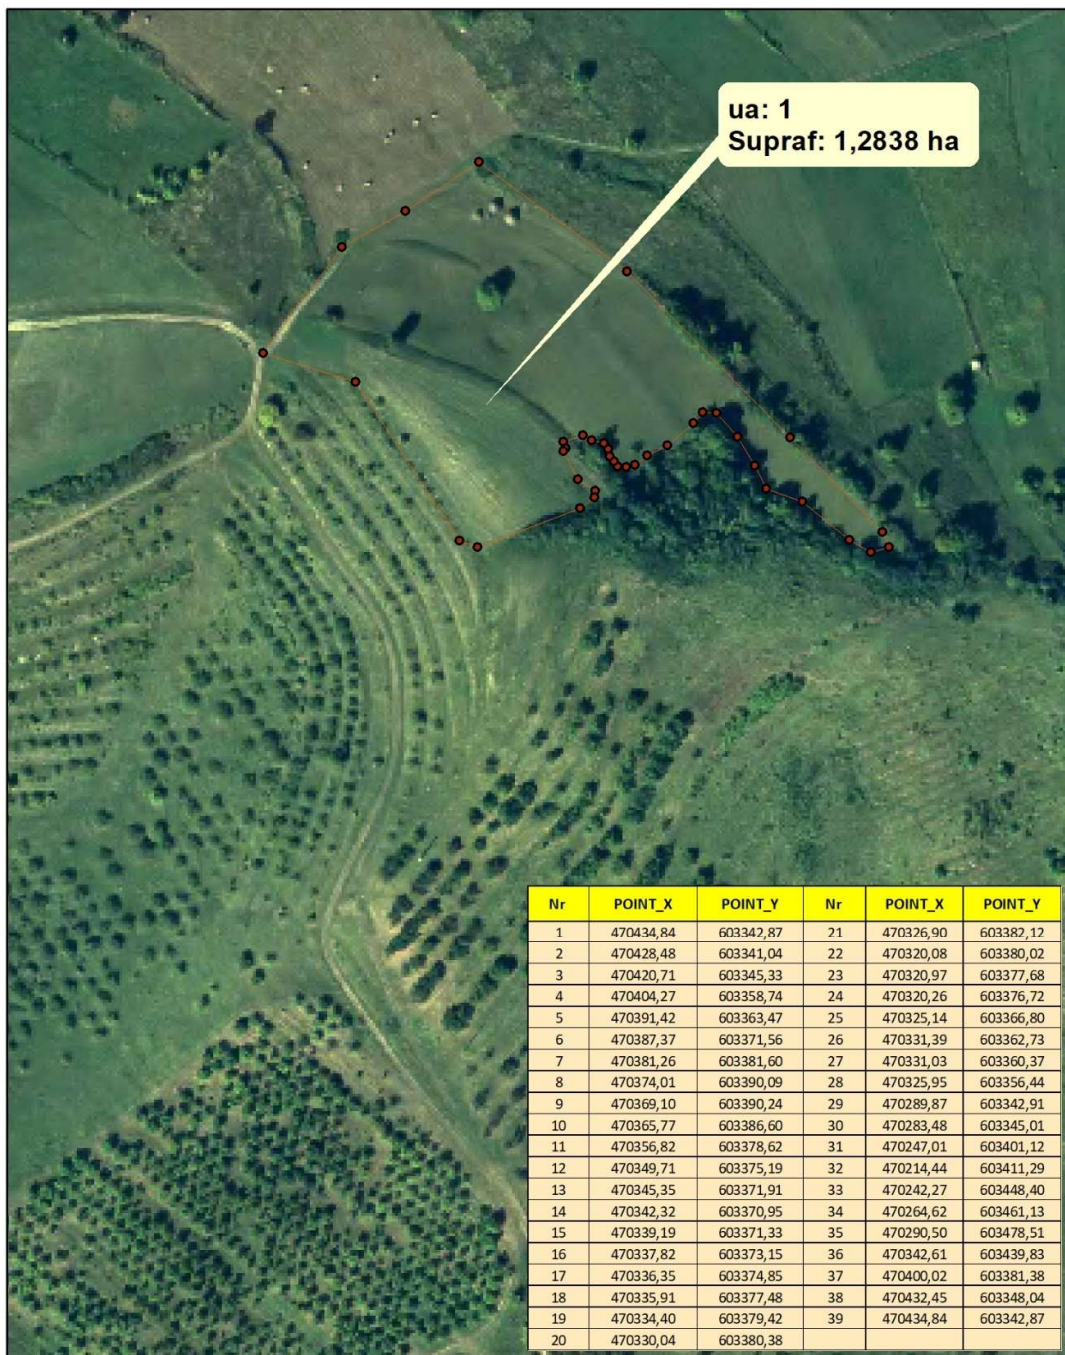 ua: 1
Supraf: 1,2838 ha
Nr POINT_X POINT_Y Nr POINT_X POINT_Y
1 470434,84 603342,87 21 470326,90 603382,12
2 470428,48 603341,04 22 470320,08 603380,02
3 470420,71 603345,33 23 470320,97 603377,68
4 470404,27 603358,74 24 470320,26 603376,72
5 470391,42 603363,47 25 470325,14 603366,80
6 470387,37 603371,56 26 470331,39 603362,73
7 470381,26 603381,60 27 470331,03 603360,37
8 470374,01 603390,09 28 470325,95 603356,44
9 470369,10 603390,24 29 470289,87 603342,91
10 470365,77 603386,60 30 470283,48 603345,01
11 470356,82 603378,62 31 470247,01 603401,12
12 470349,71 603375,19 32 470214,44 603411,29
13 470345,35 603371,91 33 470242,27 603448,40
14 470342,32 603370,95 34 470264,62 603461,13
15 470339,19 603371,33 35 470290,50 603478,51
16 470337,82 603373,15 36 470342,61 603439,83
17 470336,35 603374,85 37 470400,02 603381,38
18 470335,91 603377,48 38 470432,45 603348,04
19 470334,40 603379,42 39 470434,84 603342,87
20 470330,04 603380,38